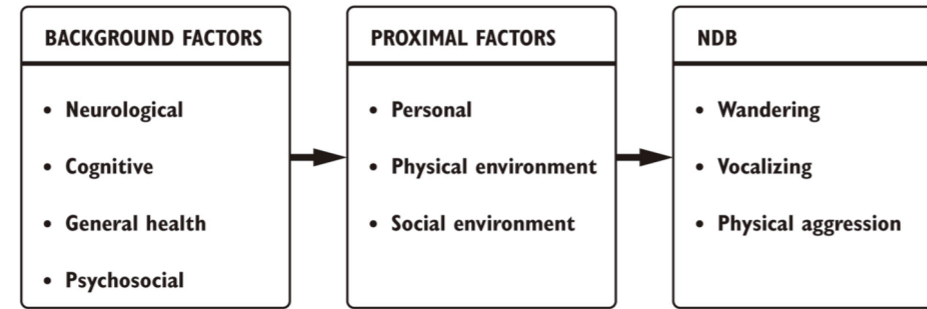 BACKGROUND FACTORS
• Neurological
• Cognitive
• General health
• Psychosocial
PROXIMAL FACTORS
• Personal
• Physical environment
• Social environment
NDB
• Wandering
• Vocalizing
• Physical aggression